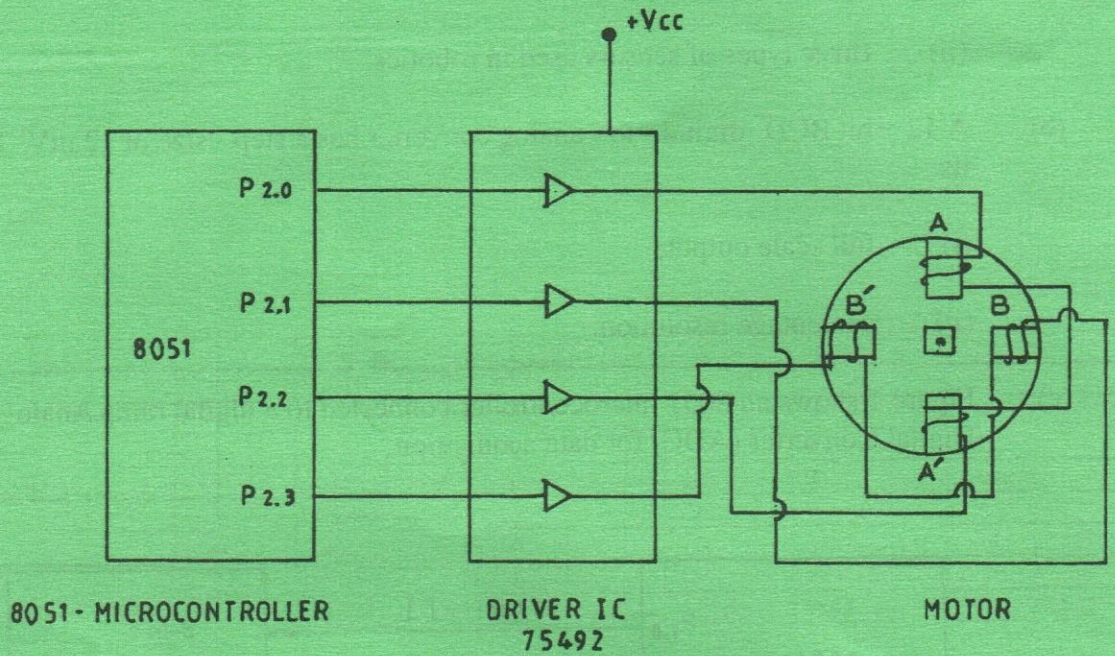 +Vcc
P 2.0
P 2,1
8051
P 2.2
P 2.3
A
B′
B
A′
8051 - MICROCONTROLLER
DRIVER IC
75492
MOTOR